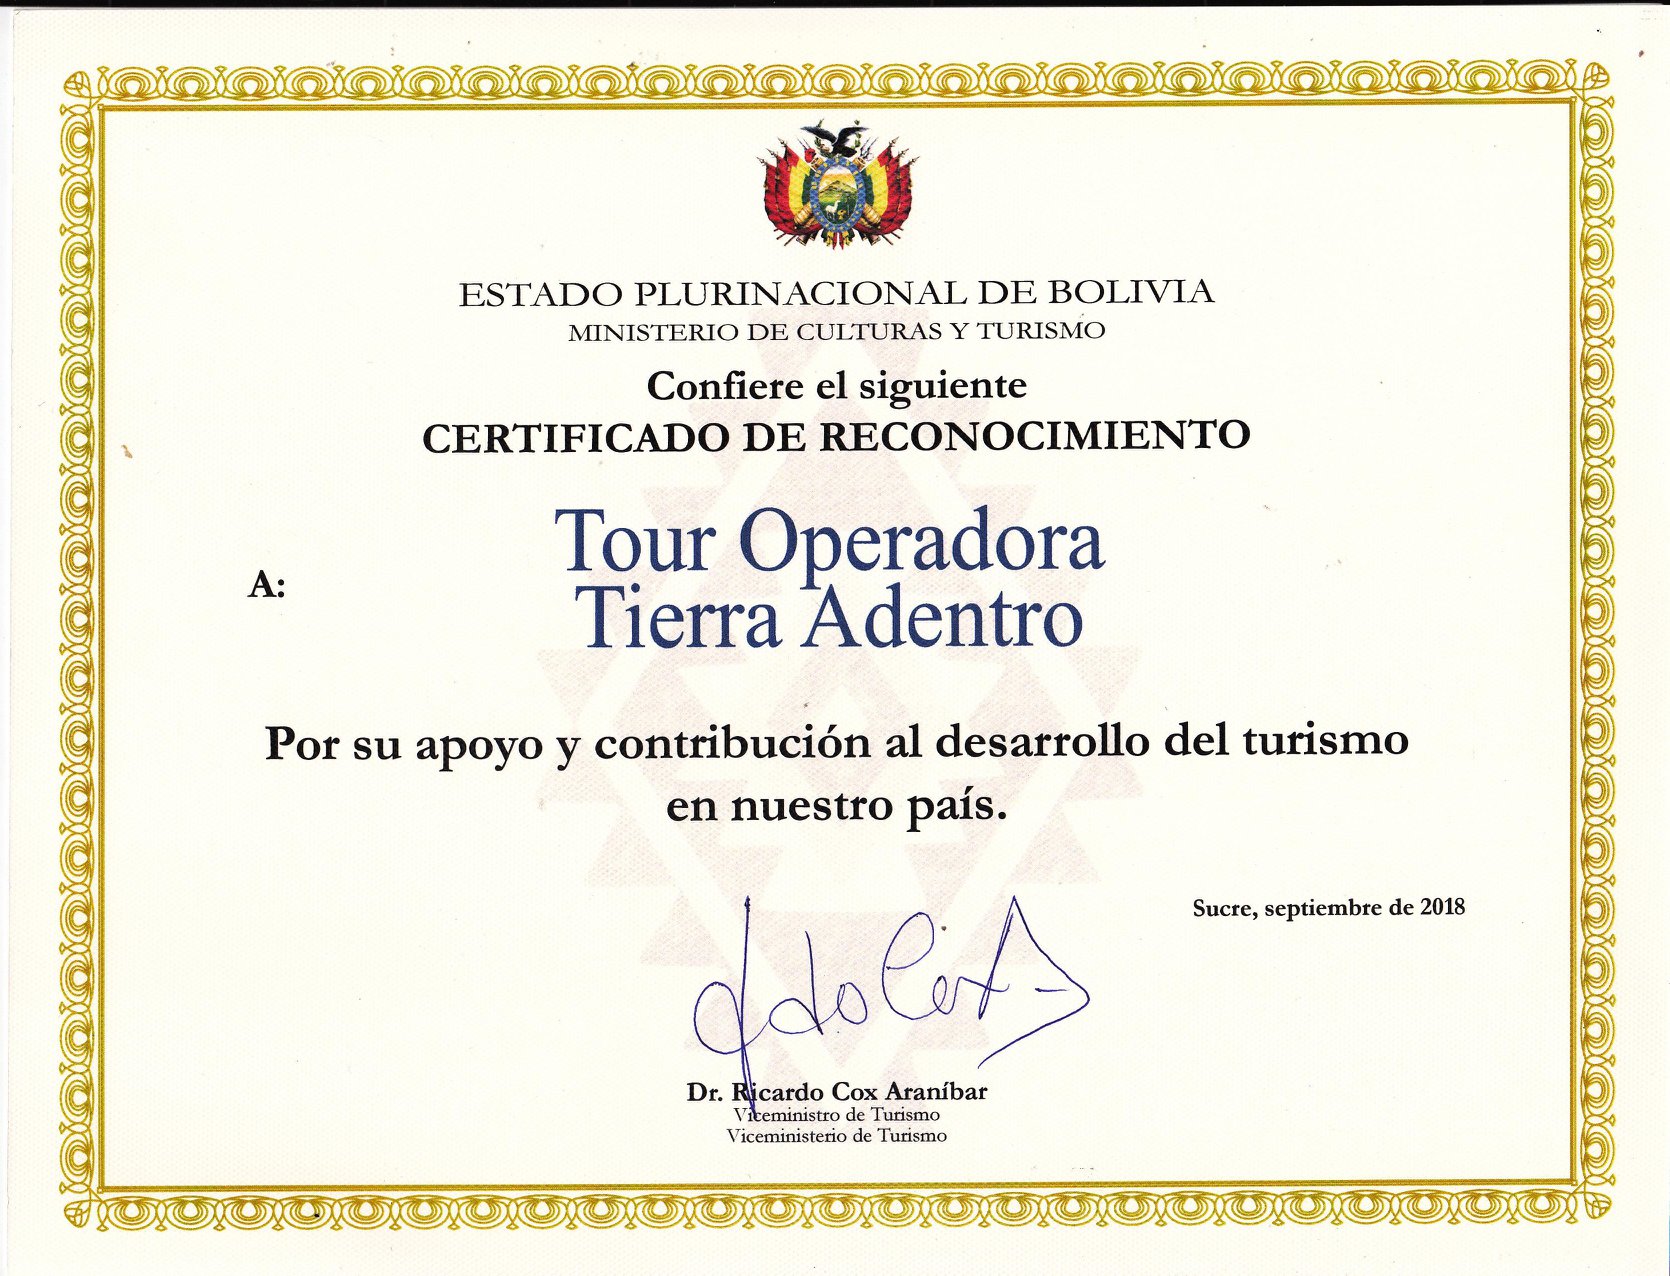 ESTADO PLURINACIONAL DE BOLIVIA
MINISTERIO DE CULTURAS Y TURISMO
Confiere el siguiente
CERTIFICADO DE RECONOCIMIENTO
Tour Operadora
A:
Tierra Adentro
Por su apoyo y contribución al desarrollo del turismo
en nuestro país.
Sucre, septiembre de 2018
Dr. Ricardo Cox Araníbar
Viceministro de Turismo
Viceministerio de Turismo